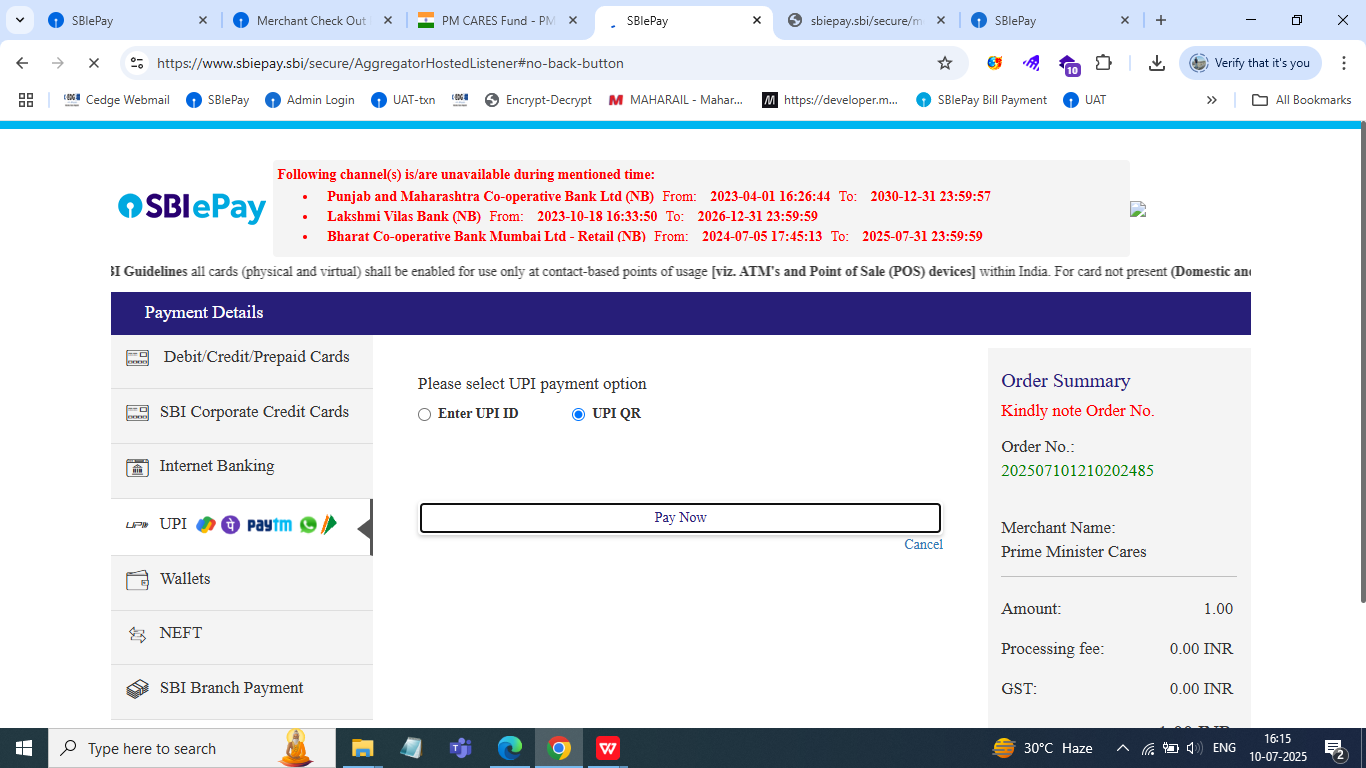 SBIePay
Merchant Check Out
PM CARES Fund - PM
SBIePay
sbiepay.sbi/secure/m
SBIePay
https://www.sbiepay.sbi/secure/AggregatorHostedListener#no-back-button
10
Verify that it's you
Cedge Webmail
SBIePay
Admin Login
UAT-txn
Encrypt-Decrypt
MAHARAIL - Mahar...
https://developer.m...
SBIePay Bill Payment
UAT
All Bookmarks
SBIePay
Following channel(s) is/are unavailable during mentioned time:
• Punjab and Maharashtra Co-operative Bank Ltd (NB) From: 2023-04-01 16:26:44 To: 2030-12-31 23:59:57
• Lakshmi Vilas Bank (NB) From: 2023-10-18 16:33:50 To: 2026-12-31 23:59:59
• Bharat Co-operative Bank Mumbai Ltd - Retail (NB) From: 2024-07-05 17:45:13 To: 2025-07-31 23:59:59
BI Guidelines all cards (physical and virtual) shall be enabled for use only at contact-based points of usage [viz. ATM's and Point of Sale (POS) devices] within India. For card not present (Domestic and
Payment Details
Debit/Credit/Prepaid Cards
SBI Corporate Credit Cards
Internet Banking
UPI UPI paytm
Wallets
NEFT
SBI Branch Payment
Please select UPI payment option
Enter UPI ID
UPI QR
Pay Now
Cancel
Order Summary
Kindly note Order No.
Order No.:
202507101210202485
Merchant Name:
Prime Minister Cares
Amount: 1.00
Processing fee: 0.00 INR
GST: 0.00 INR
1.00 INR
Type here to search
30°C Haze
ENG
16:15
10-07-2025
2